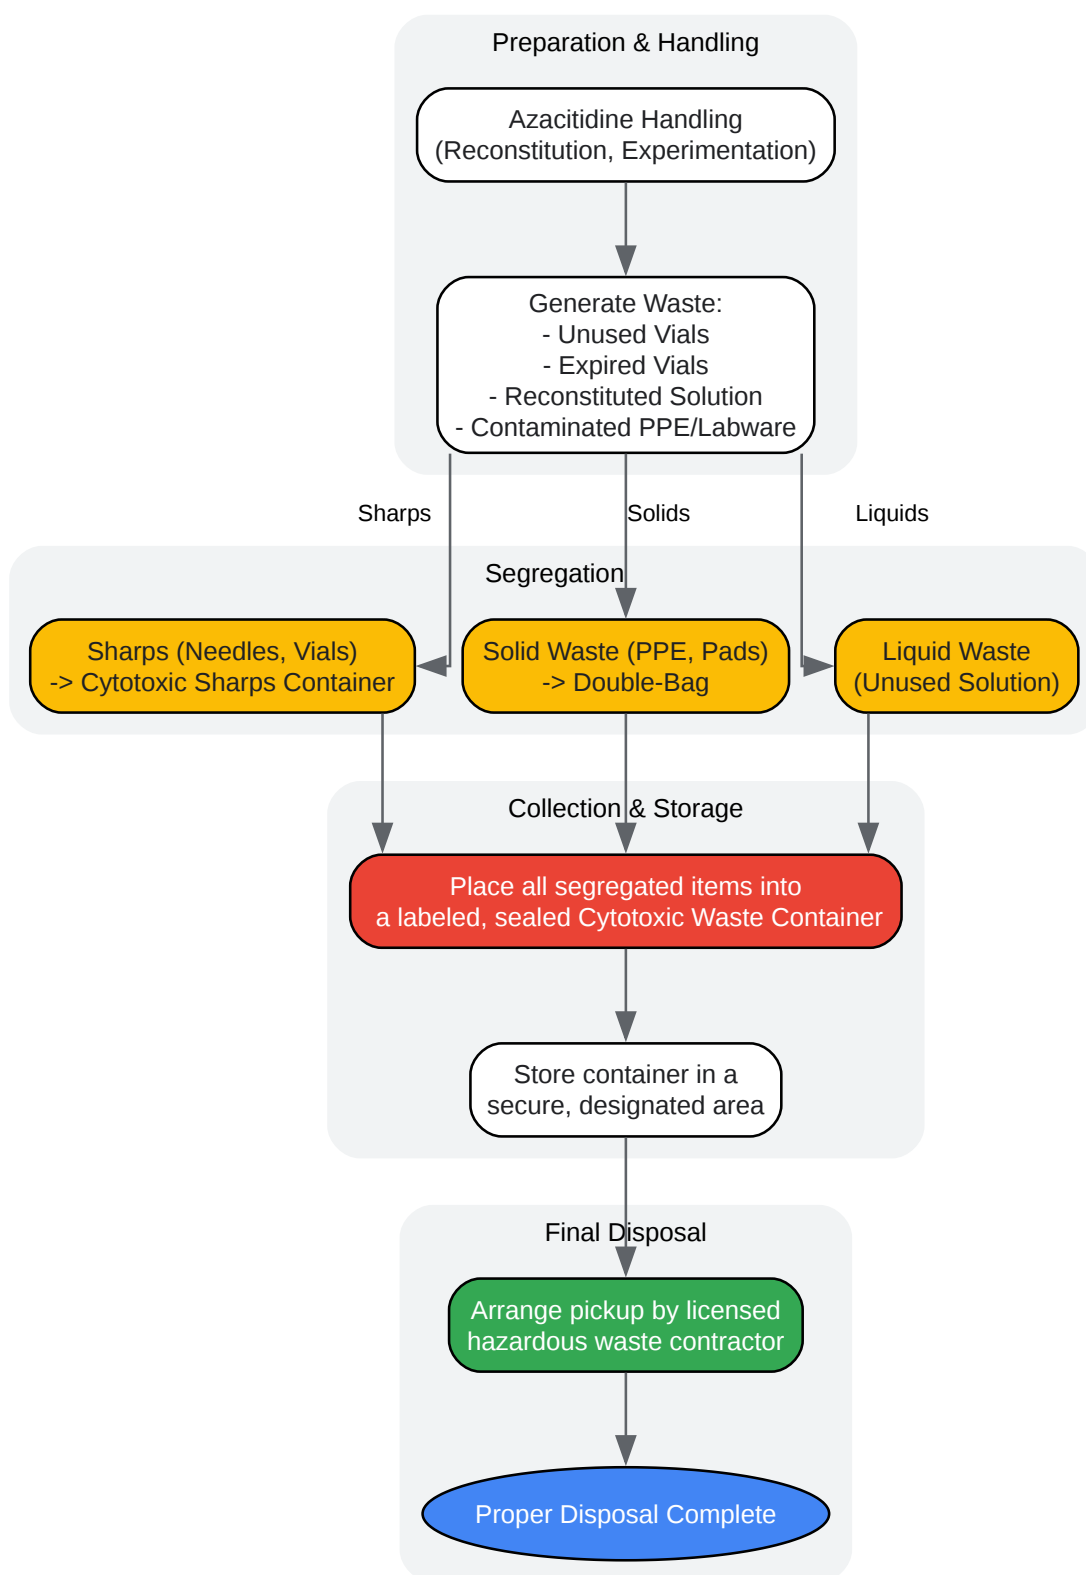 Preparation & Handling
Azacitidine Handling
(Reconstitution, Experimentation)
Generate Waste:
- Unused Vials
- Expired Vials
- Reconstituted Solution
- Contaminated PPE/Labware
Sharps
Solids
Liquids
Segregation
Sharps (Needles, Vials)
-> Cytotoxic Sharps Container
Solid Waste (PPE, Pads)
-> Double-Bag
Liquid Waste
(Unused Solution)
Collection & Storage
Place all segregated items into
a labeled, sealed Cytotoxic Waste Container
Store container in a
secure, designated area
Final Disposal
Arrange pickup by licensed
hazardous waste contractor
Proper Disposal Complete